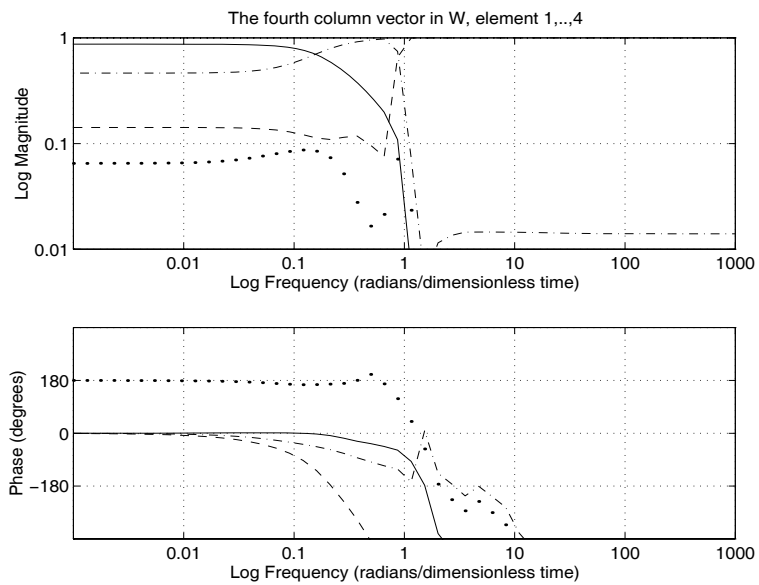 The fourth column vector in W, element 1,..,4
Log Magnitude
1
0.1
0.01
0.01 0.1 1 10 100 1000
Log Frequency (radians/dimensionless time)
Phase (degrees)
180
0
−180
0.01 0.1 1 10 100 1000
Log Frequency (radians/dimensionless time)